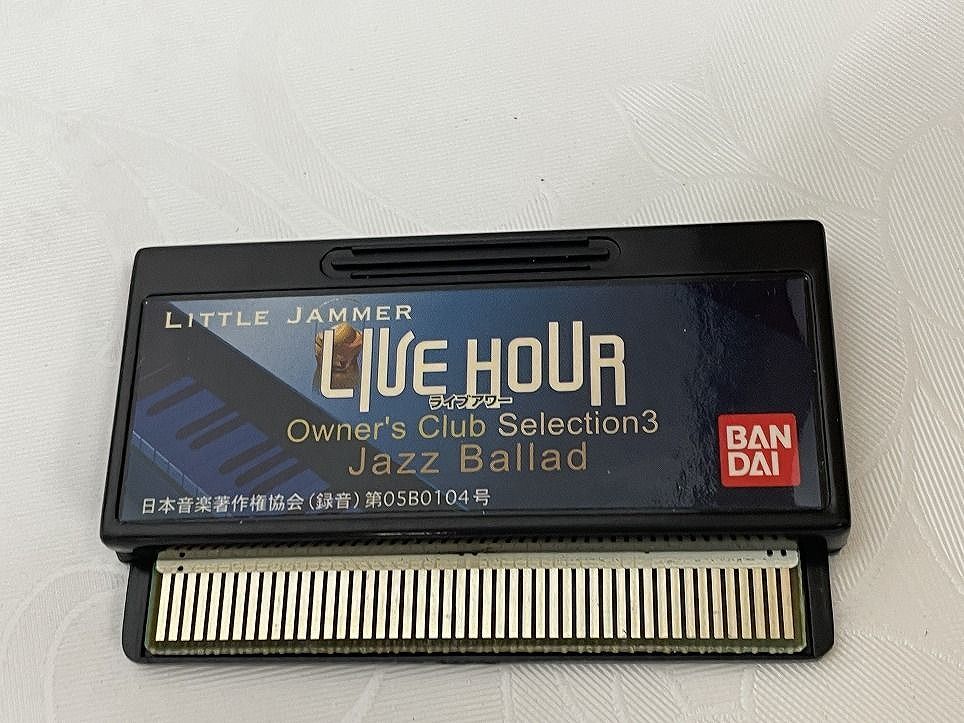 LITTLE JAMMER
LIVE HOUR
ライブアワー
Owner's Club Selection3
Jazz Ballad
BAN
DAI
日本音楽著作権協会(録音)第05B0104号